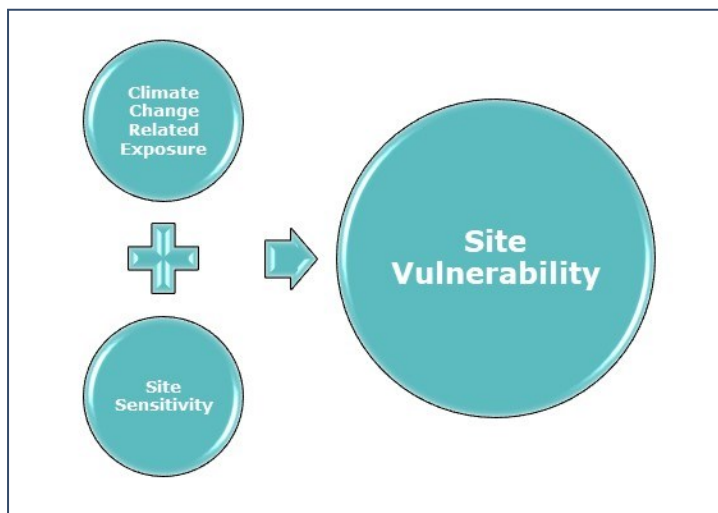 Climate
Change
Related
Exposure
Site
Sensitivity
Site
Vulnerability